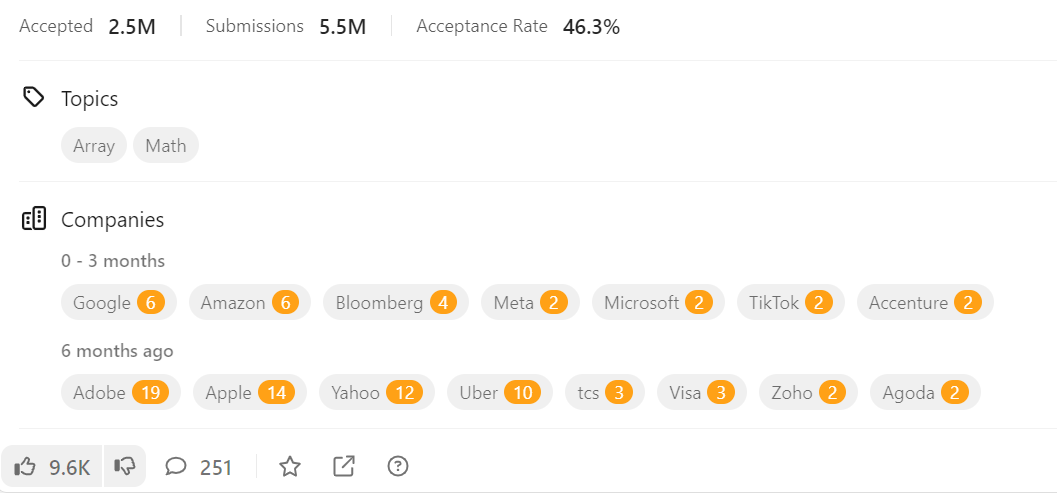 Accepted 2.5M Submissions 5.5M Acceptance Rate 46.3%
Topics
Array Math
Companies
0 - 3 months
Google 6 Amazon 6 Bloomberg 4 Meta 2 Microsoft 2 TikTok 2 Accenture 2
6 months ago
Adobe 19 Apple 14 Yahoo 12 Uber 10 tcs 3 Visa 3 Zoho 2 Agoda 2
9.6K 251